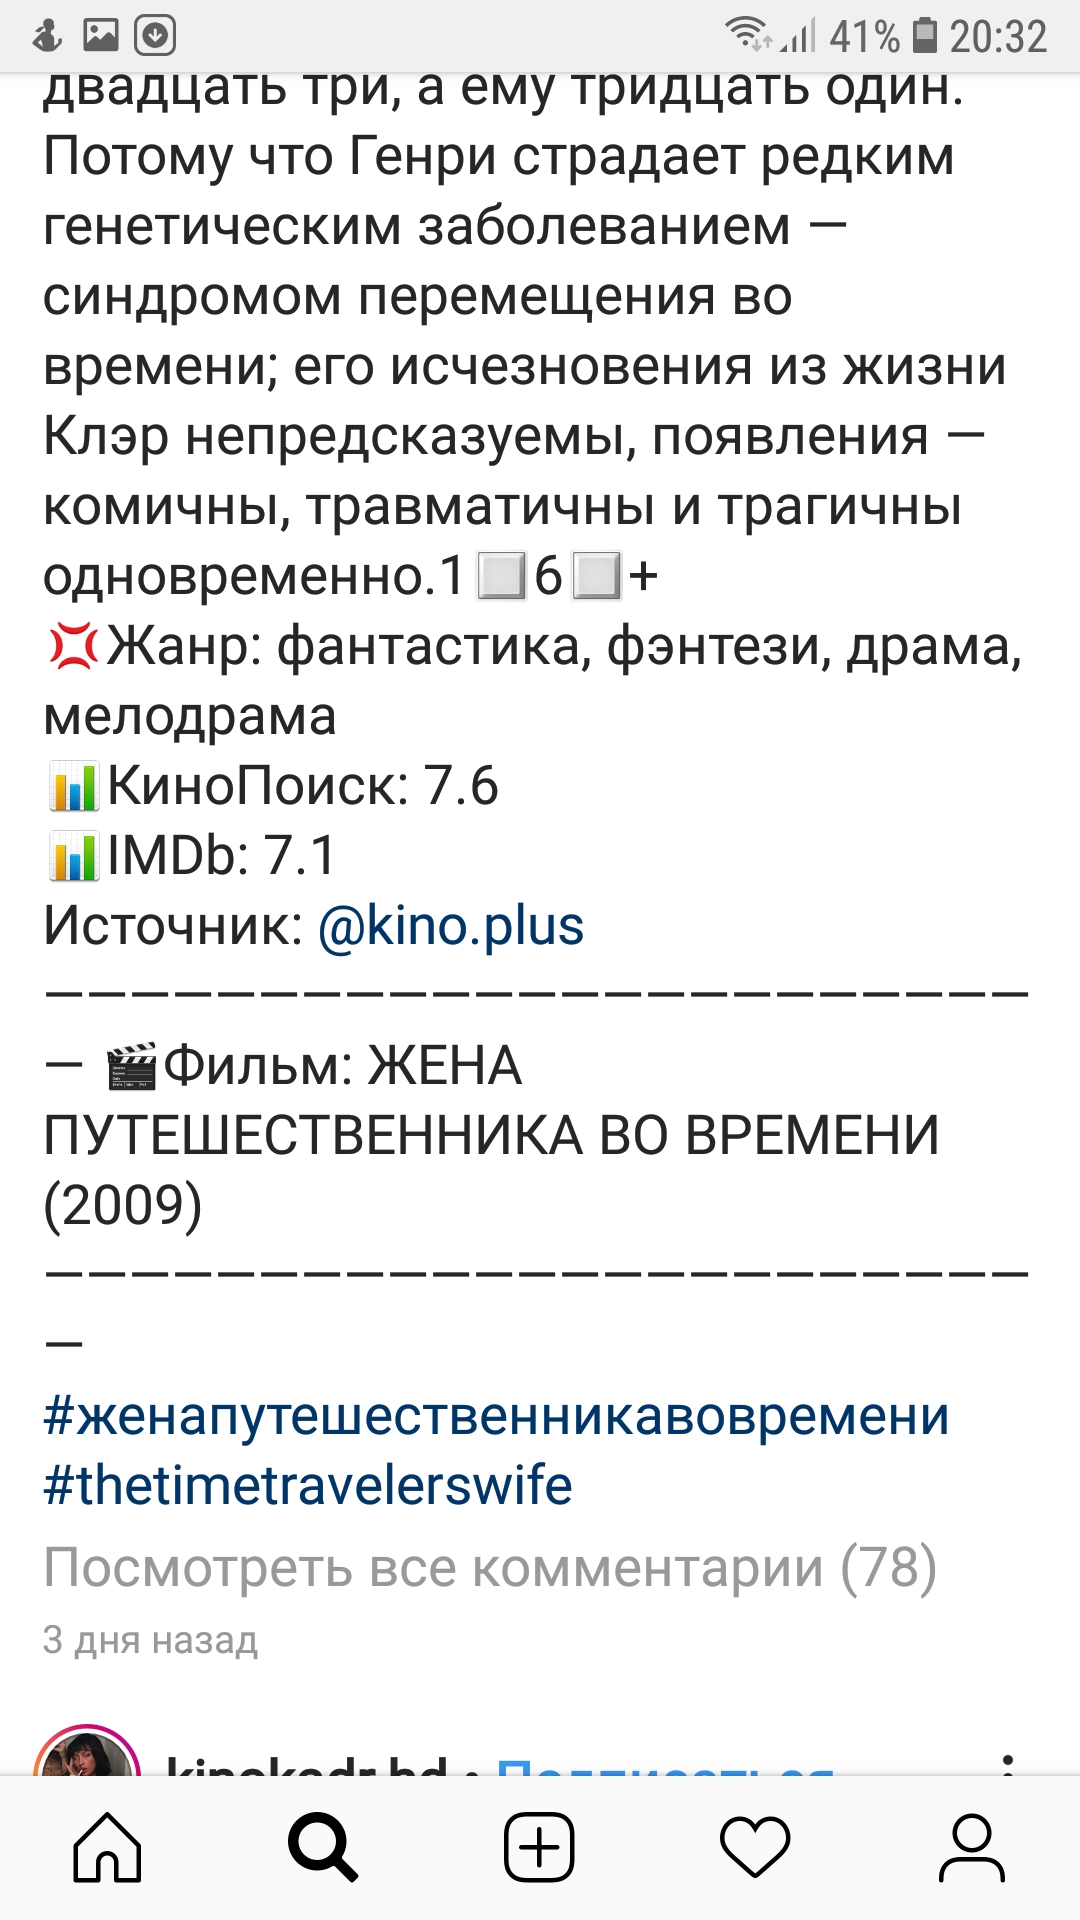 41% 20:32
двадцать три, а ему тридцать один.
Потому что Генри страдает редким
генетическим заболеванием —
синдромом перемещения во
времени; его исчезновения из жизни
Клэр непредсказуемы, появления —
комичны, травматичны и трагичны
одновременно.1⬜6⬜+
💢Жанр: фантастика, фэнтези, драма,
мелодрама
📊КиноПоиск: 7.6
📊IMDb: 7.1
Источник: @kino.plus
———————————————————————
— 🎬Фильм: ЖЕНА
ПУТЕШЕСТВЕННИКА ВО ВРЕМЕНИ
(2009)
———————————————————————
—
#женапутешественникавовремени
#thetimetravelerswife
Посмотреть все комментарии (78)
3 дня назад
kinokadr.hd • Подписаться